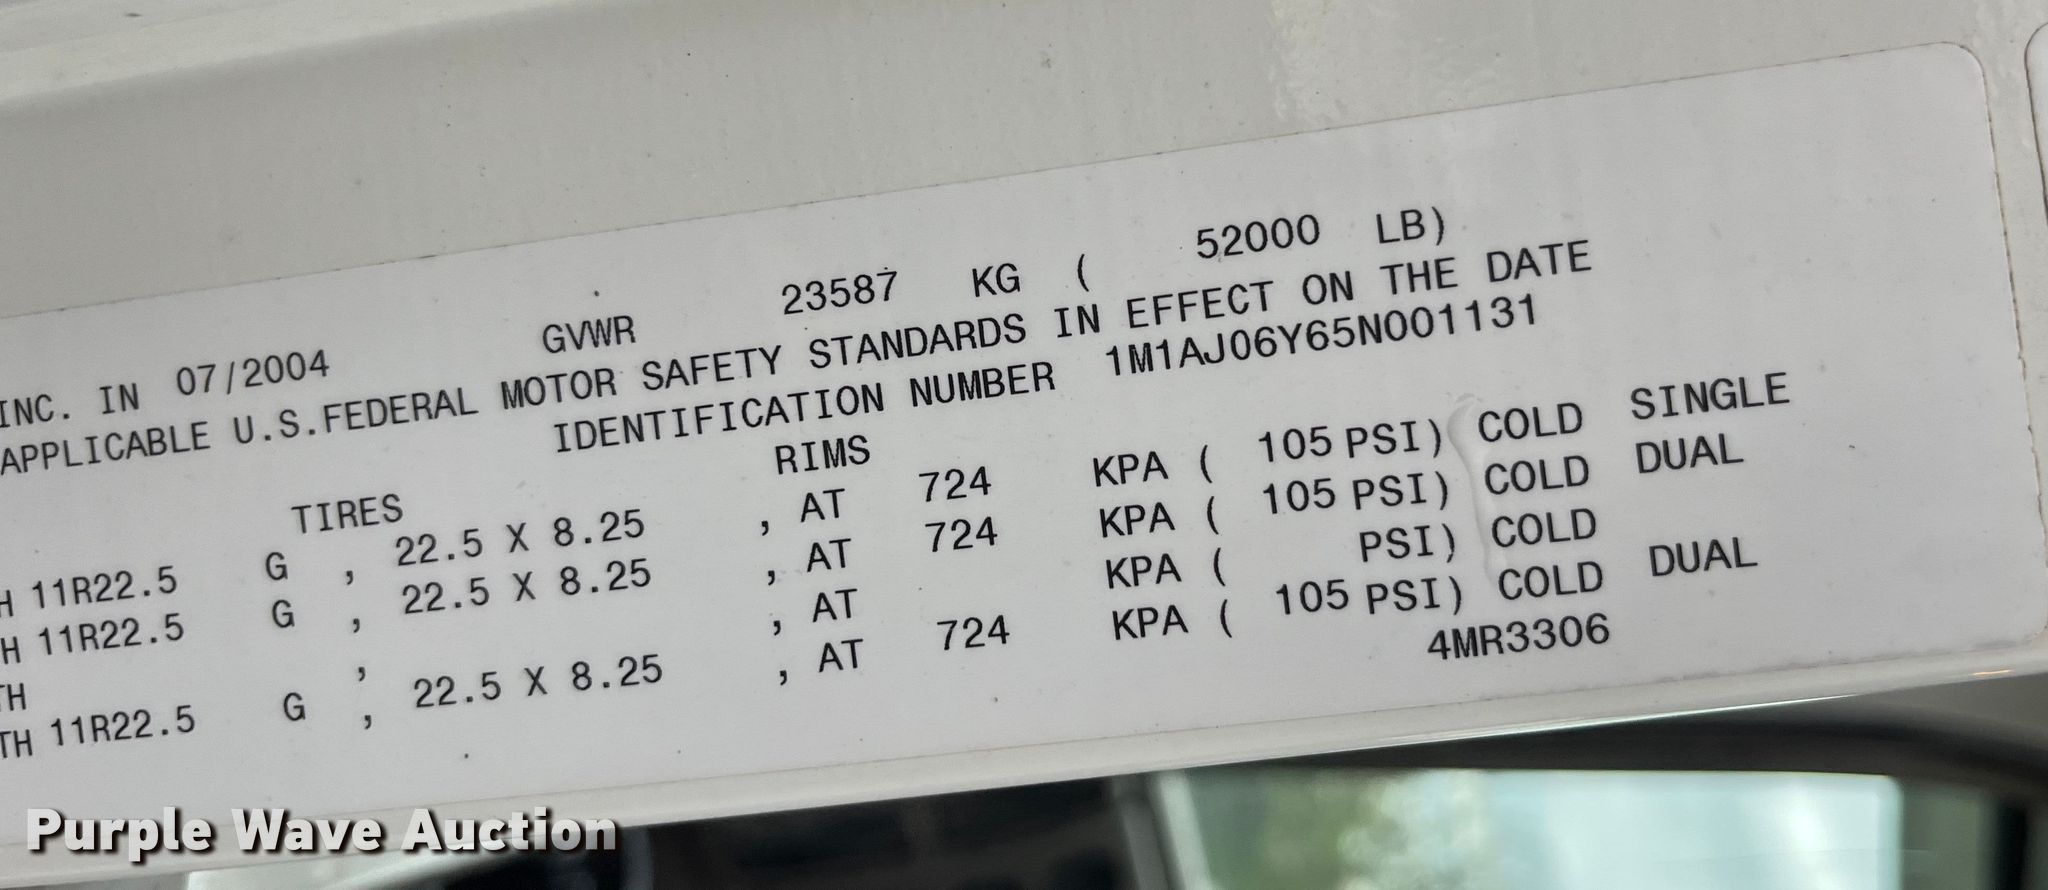 INC. IN 07/2004 GVWR 23587 KG ( 52000 LB)
APPLICABLE U.S.FEDERAL MOTOR SAFETY STANDARDS IN EFFECT ON THE DATE
IDENTIFICATION NUMBER 1M1AJ06Y65N001131
TIRES RIMS
H 11R22.5 G , 22.5 X 8.25 , AT 724 KPA ( 105 PSI) COLD SINGLE
TH 11R22.5 G , 22.5 X 8.25 , AT 724 KPA ( 105 PSI) COLD DUAL
TH , , AT KPA ( PSI) COLD
TH 11R22.5 G , 22.5 X 8.25 , AT 724 KPA ( 105 PSI) COLD DUAL
4MR3306
Purple Wave Auction